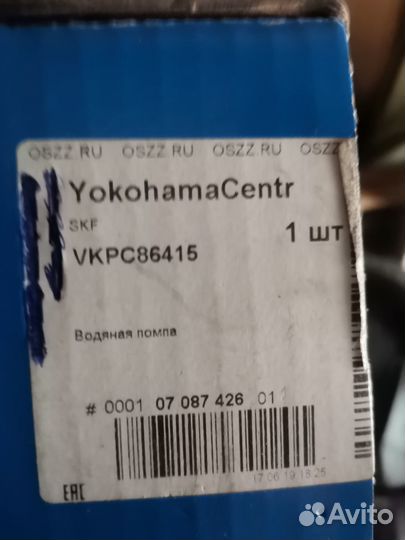 OSZZ.RU OSZZ.RU OSZZ.RU OSZZ
YokohamaCentr
SKF
1 шт
VKPC86415
Водяная помпа
# 0001 07 087 426 011
17.06.19 18:25
EAC
Avito